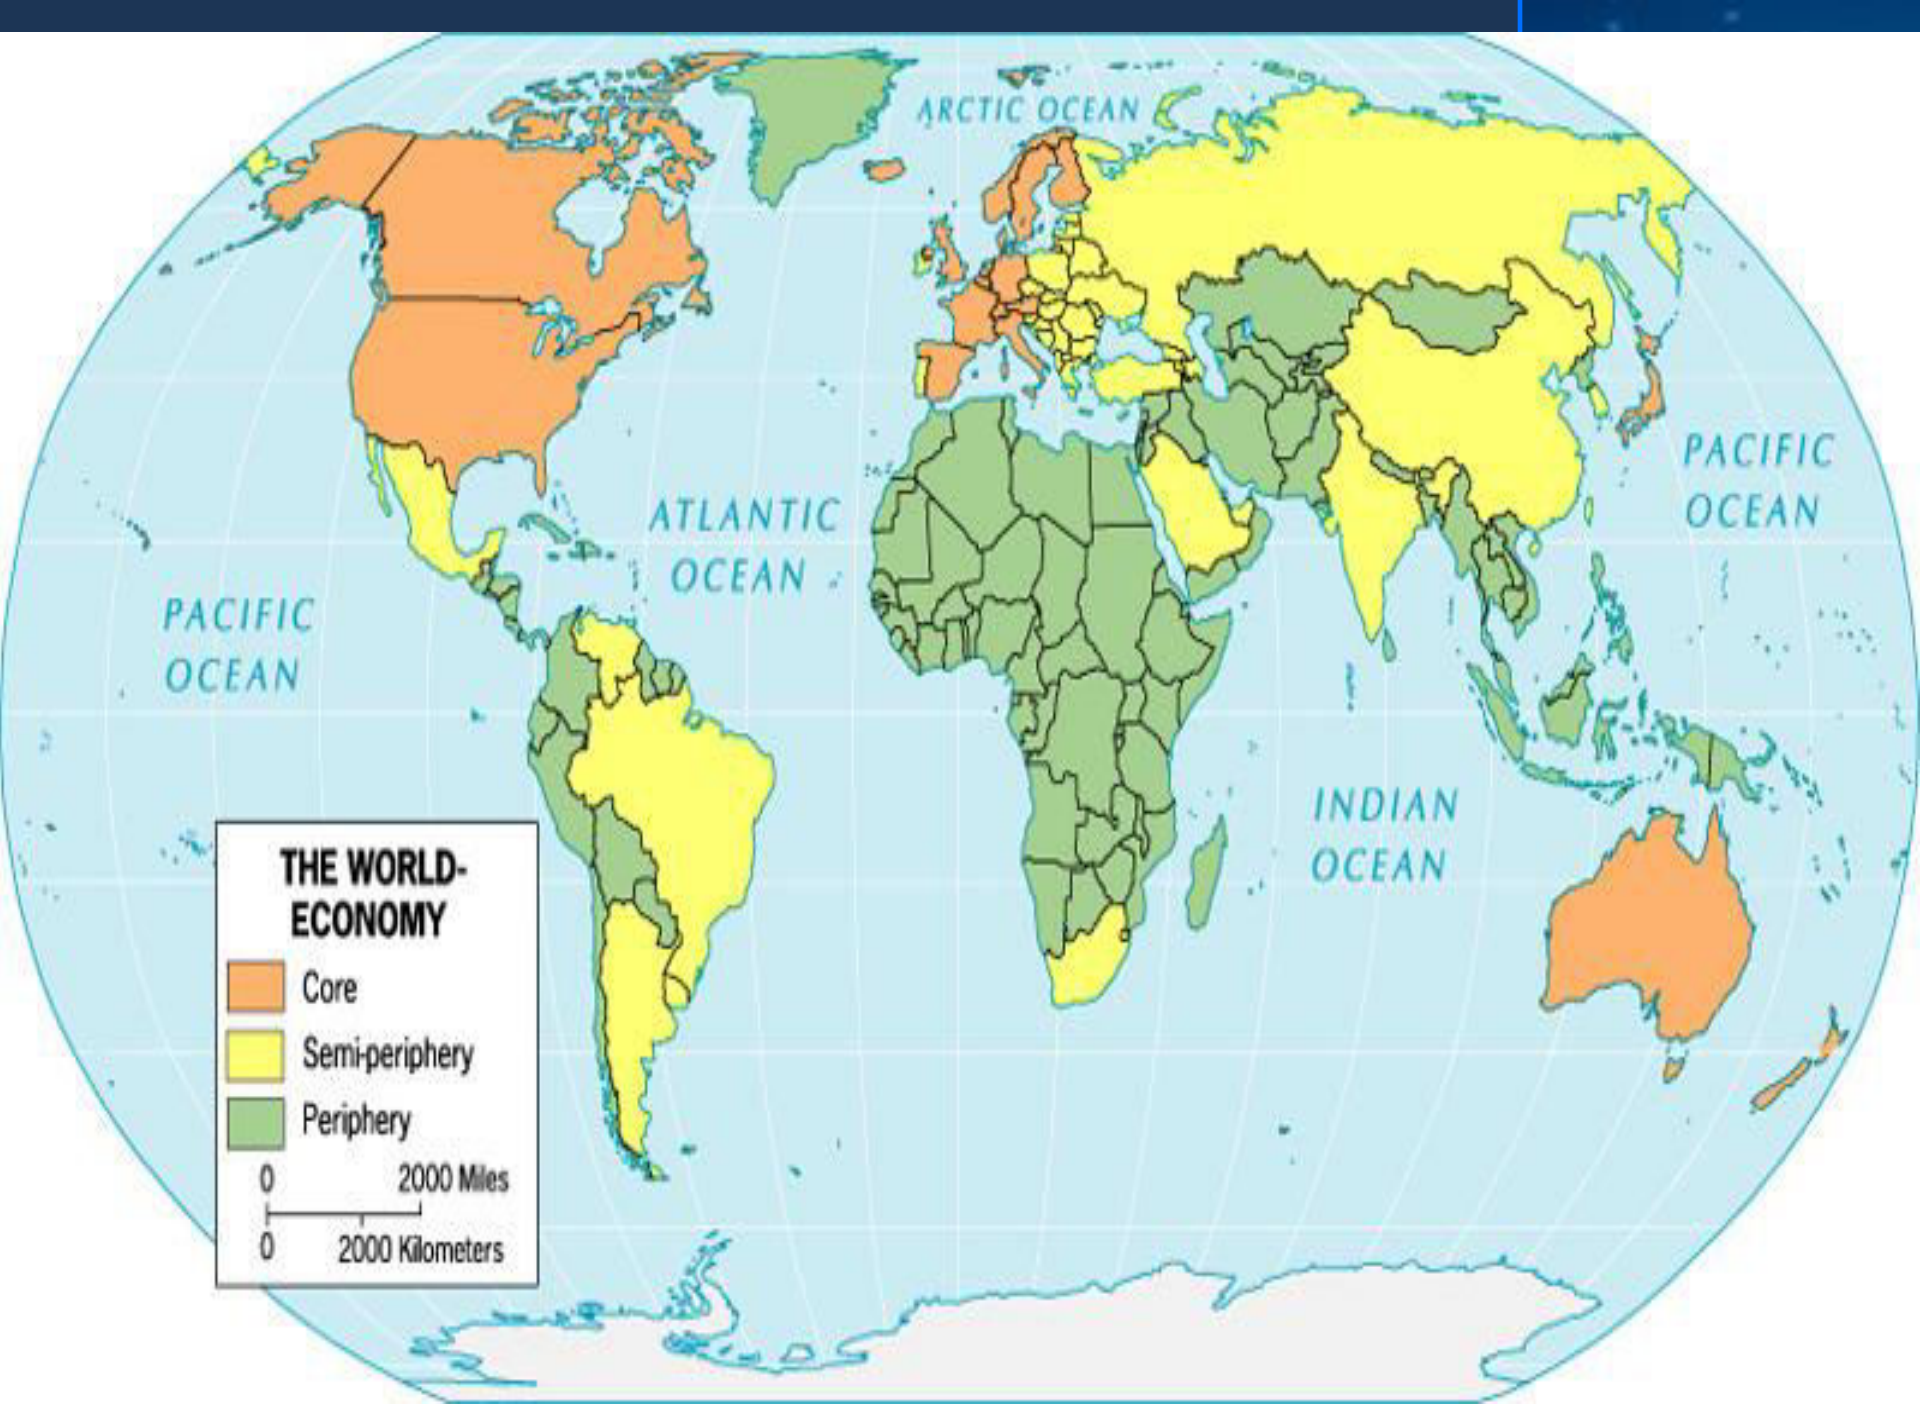 ARCTIC OCEAN
ATLANTIC
OCEAN
PACIFIC
OCEAN
PACIFIC
OCEAN
INDIAN
OCEAN
THE WORLD-
ECONOMY
Core
Semi-periphery
Periphery
0 2000 Miles
0 2000 Kilometers